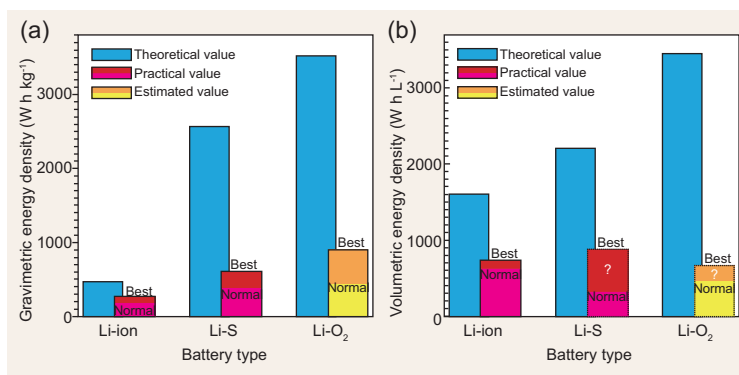 (a)
Gravimetric energy density (W h kg⁻¹)
3000
2000
1000
0
Theoretical value
Practical value
Estimated value
Best
Normal
Best
Normal
Best
Normal
Li-ion
Li-S
Li-O₂
Battery type
(b)
Volumetric energy density (W h L⁻¹)
3000
2000
1000
0
Theoretical value
Practical value
Estimated value
Best
Normal
Best
?
Normal
Best
?
Normal
Li-ion
Li-S
Li-O₂
Battery type